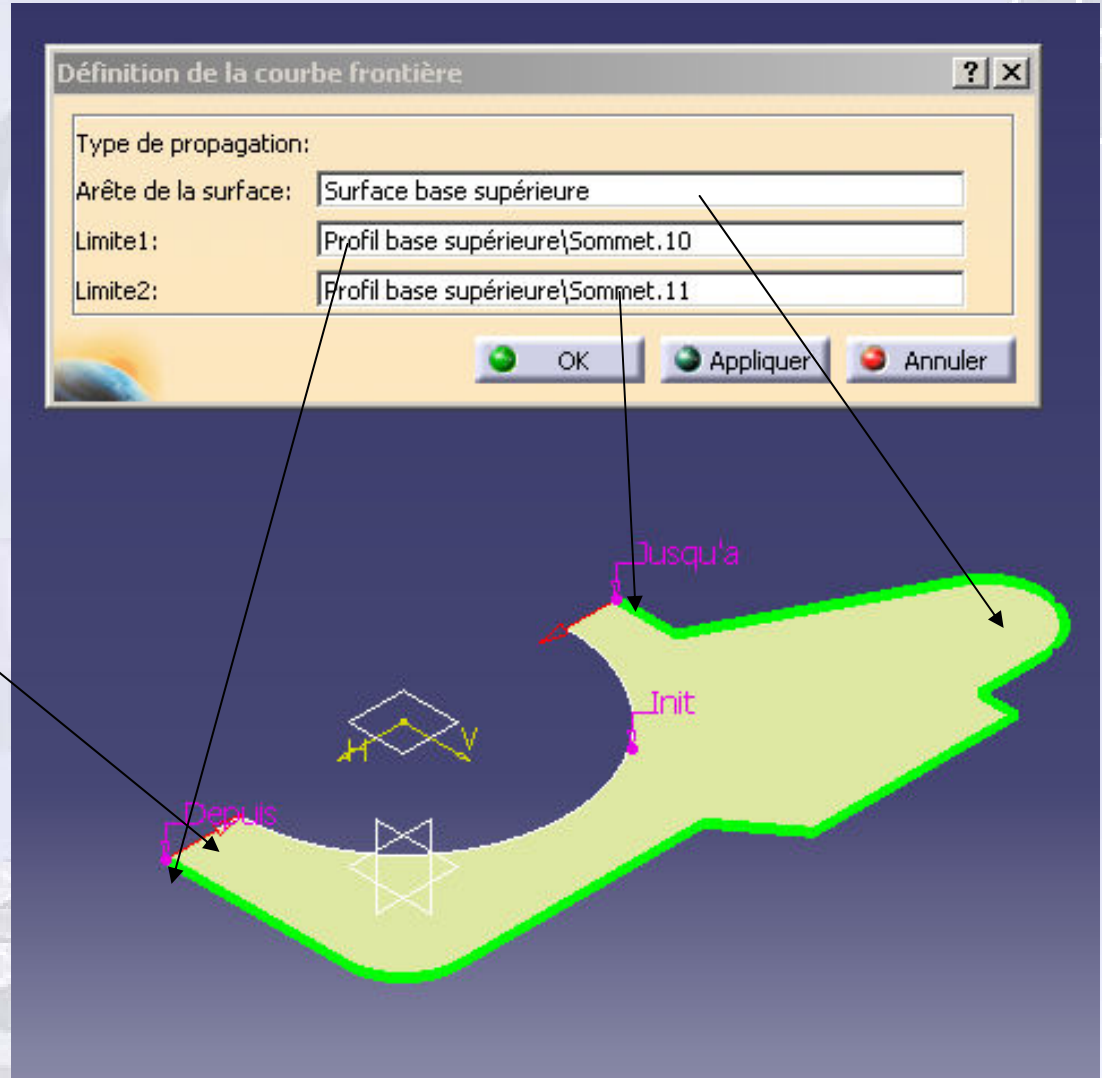 Définition de la courbe frontière
Type de propagation:
Arête de la surface: Surface base supérieure
Limite1: Profil base supérieure\Sommet.10
Limite2: Profil base supérieure\Sommet.11
OK Appliquer Annuler
Jusqu'a
Init
H V
Depuis